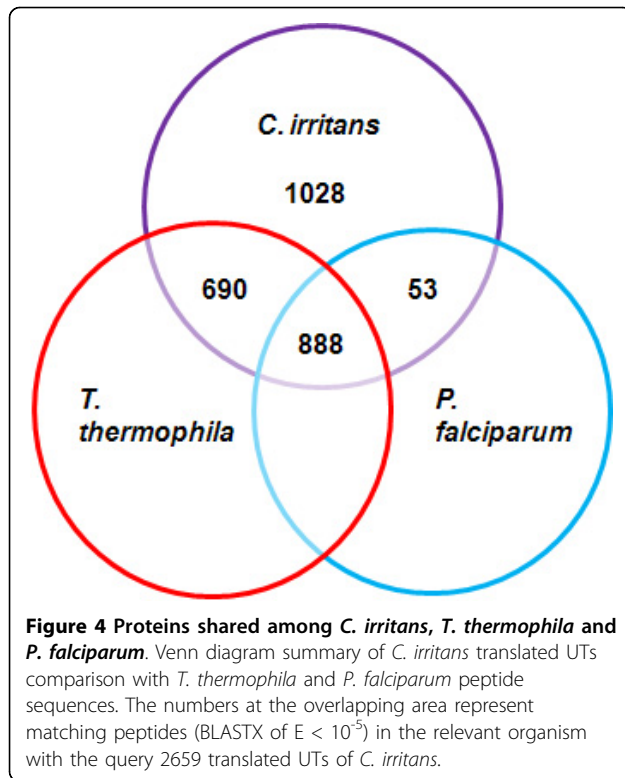 C. irritans
1028
690
53
888
T.
thermophila
P.
falciparum
Figure 4 Proteins shared among C. irritans, T. thermophila and
P. falciparum. Venn diagram summary of C. irritans translated UTs
comparison with T. thermophila and P. falciparum peptide
sequences. The numbers at the overlapping area represent
matching peptides (BLASTX of E < 10⁻⁵) in the relevant organism
with the query 2659 translated UTs of C. irritans.